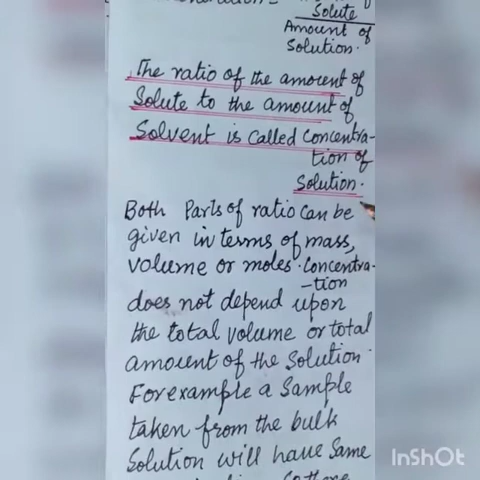 Solute
Amount of
Solution.
The ratio of the amount of
Solute to the amount of
Solvent is called Concentra-
tion of
Solution.
Both Parts of ratio can be
given in terms of mass,
volume or moles. Concentra-
-tion
does not depend upon
the total volume or total
amount of the solution.
For example a Sample
taken from the bulk
Solution will have Same
InShOt